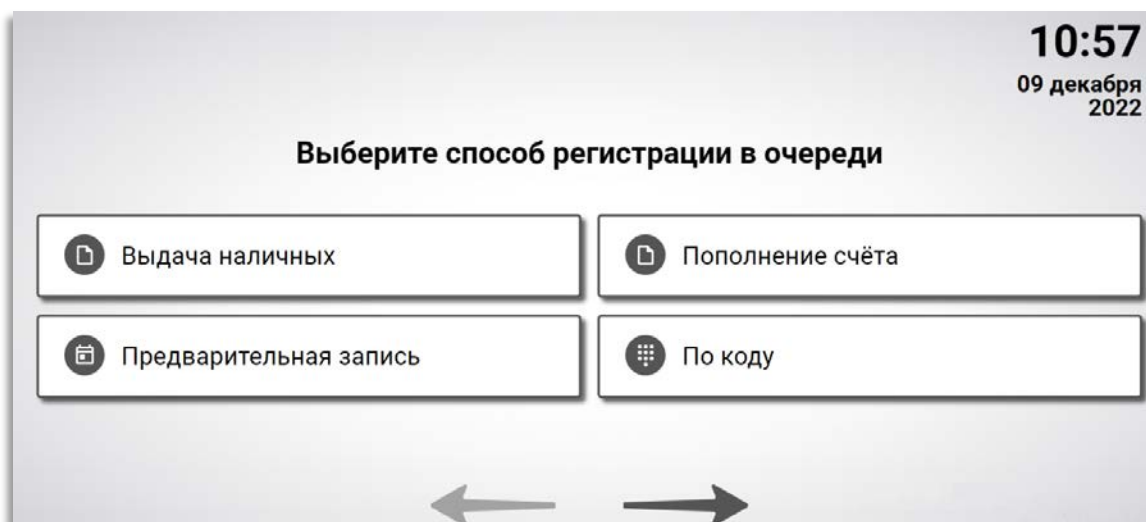 10:57
09 декабря
2022
Выберите способ регистрации в очереди
Выдача наличных
Пополнение счёта
Предварительная запись
По коду